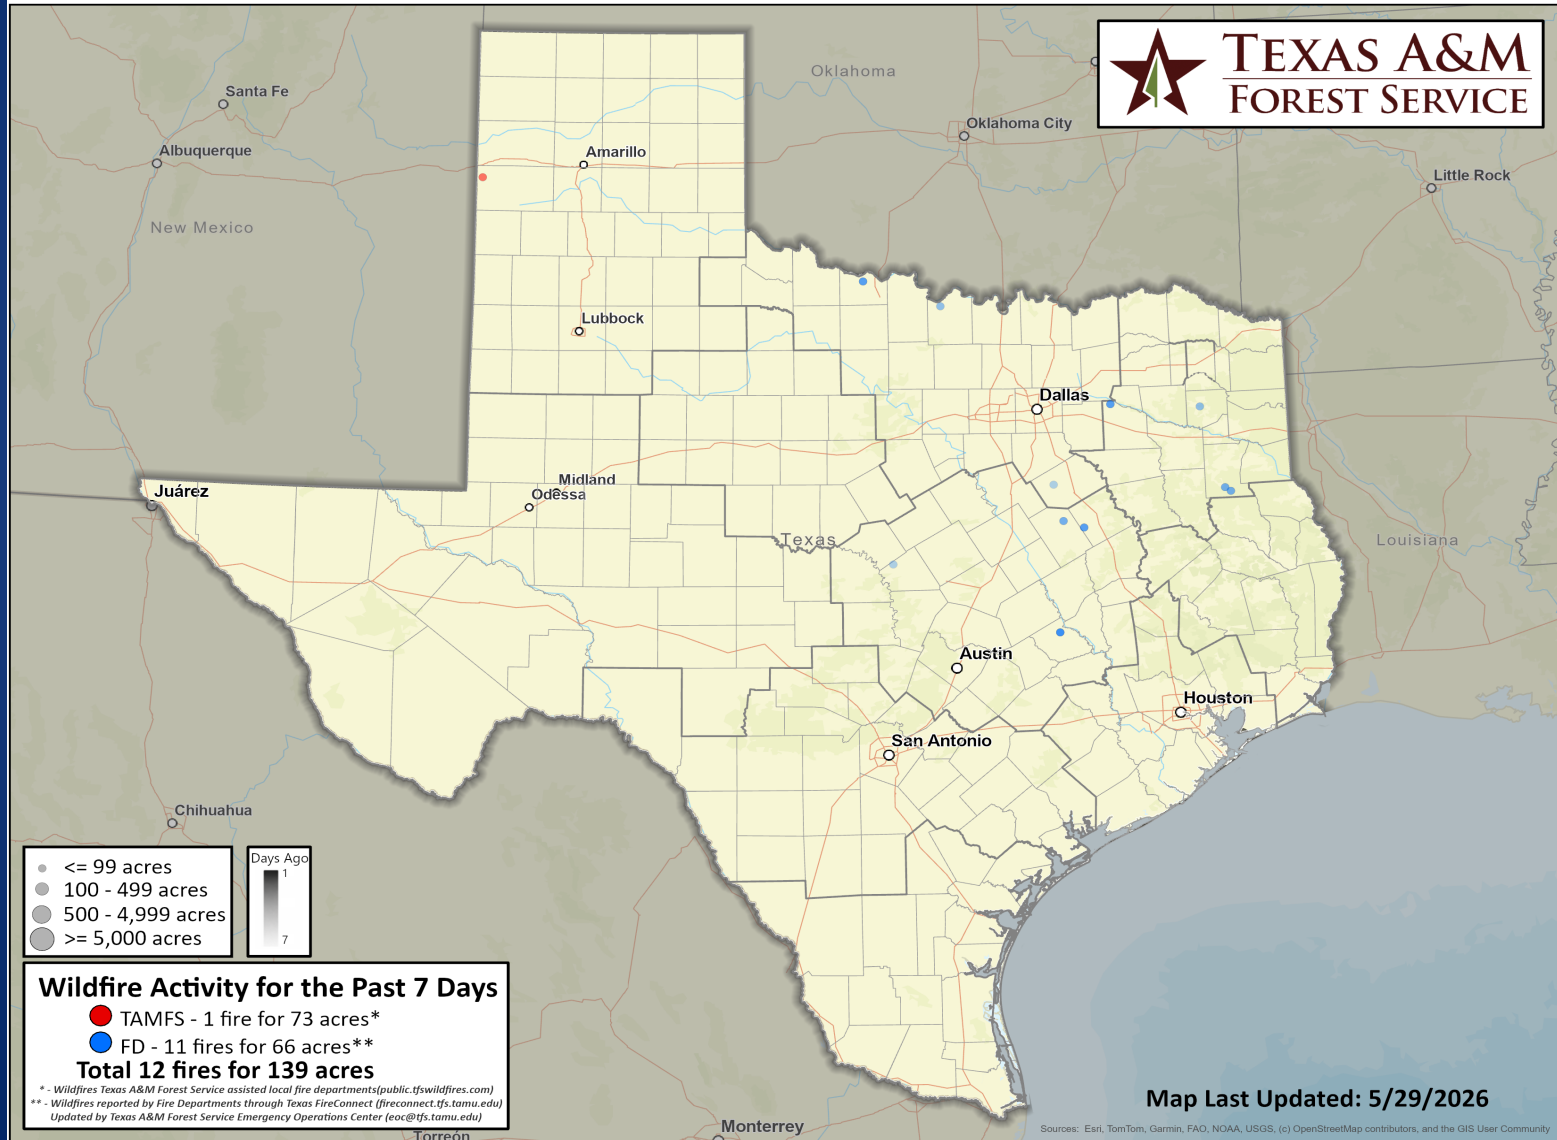 TEXAS A&M
FOREST SERVICE
Oklahoma
Santa Fe
Oklahoma City
Albuquerque
Amarillo
Little Rock
New Mexico
Lubbock
Dallas
Midland
Odessa
Juárez
Texas
Louisiana
Austin
Houston
San Antonio
Chihuahua
<= 99 acres
100 - 499 acres
500 - 4,999 acres
>= 5,000 acres
Days Ago
1
7
Wildfire Activity for the Past 7 Days
TAMFS - 1 fire for 73 acres*
FD - 11 fires for 66 acres**
Total 12 fires for 139 acres
* - Wildfires Texas A&M Forest Service assisted local fire departments(public.tfswildfires.com)
** - Wildfires reported by Fire Departments through Texas FireConnect (fireconnect.tfs.tamu.edu)
Updated by Texas A&M Forest Service Emergency Operations Center (eoc@tfs.tamu.edu)
Map Last Updated: 5/29/2026
Monterrey
Torreón
Sources: Esri, TomTom, Garmin, FAO, NOAA, USGS, (c) OpenStreetMap contributors, and the GIS User Community